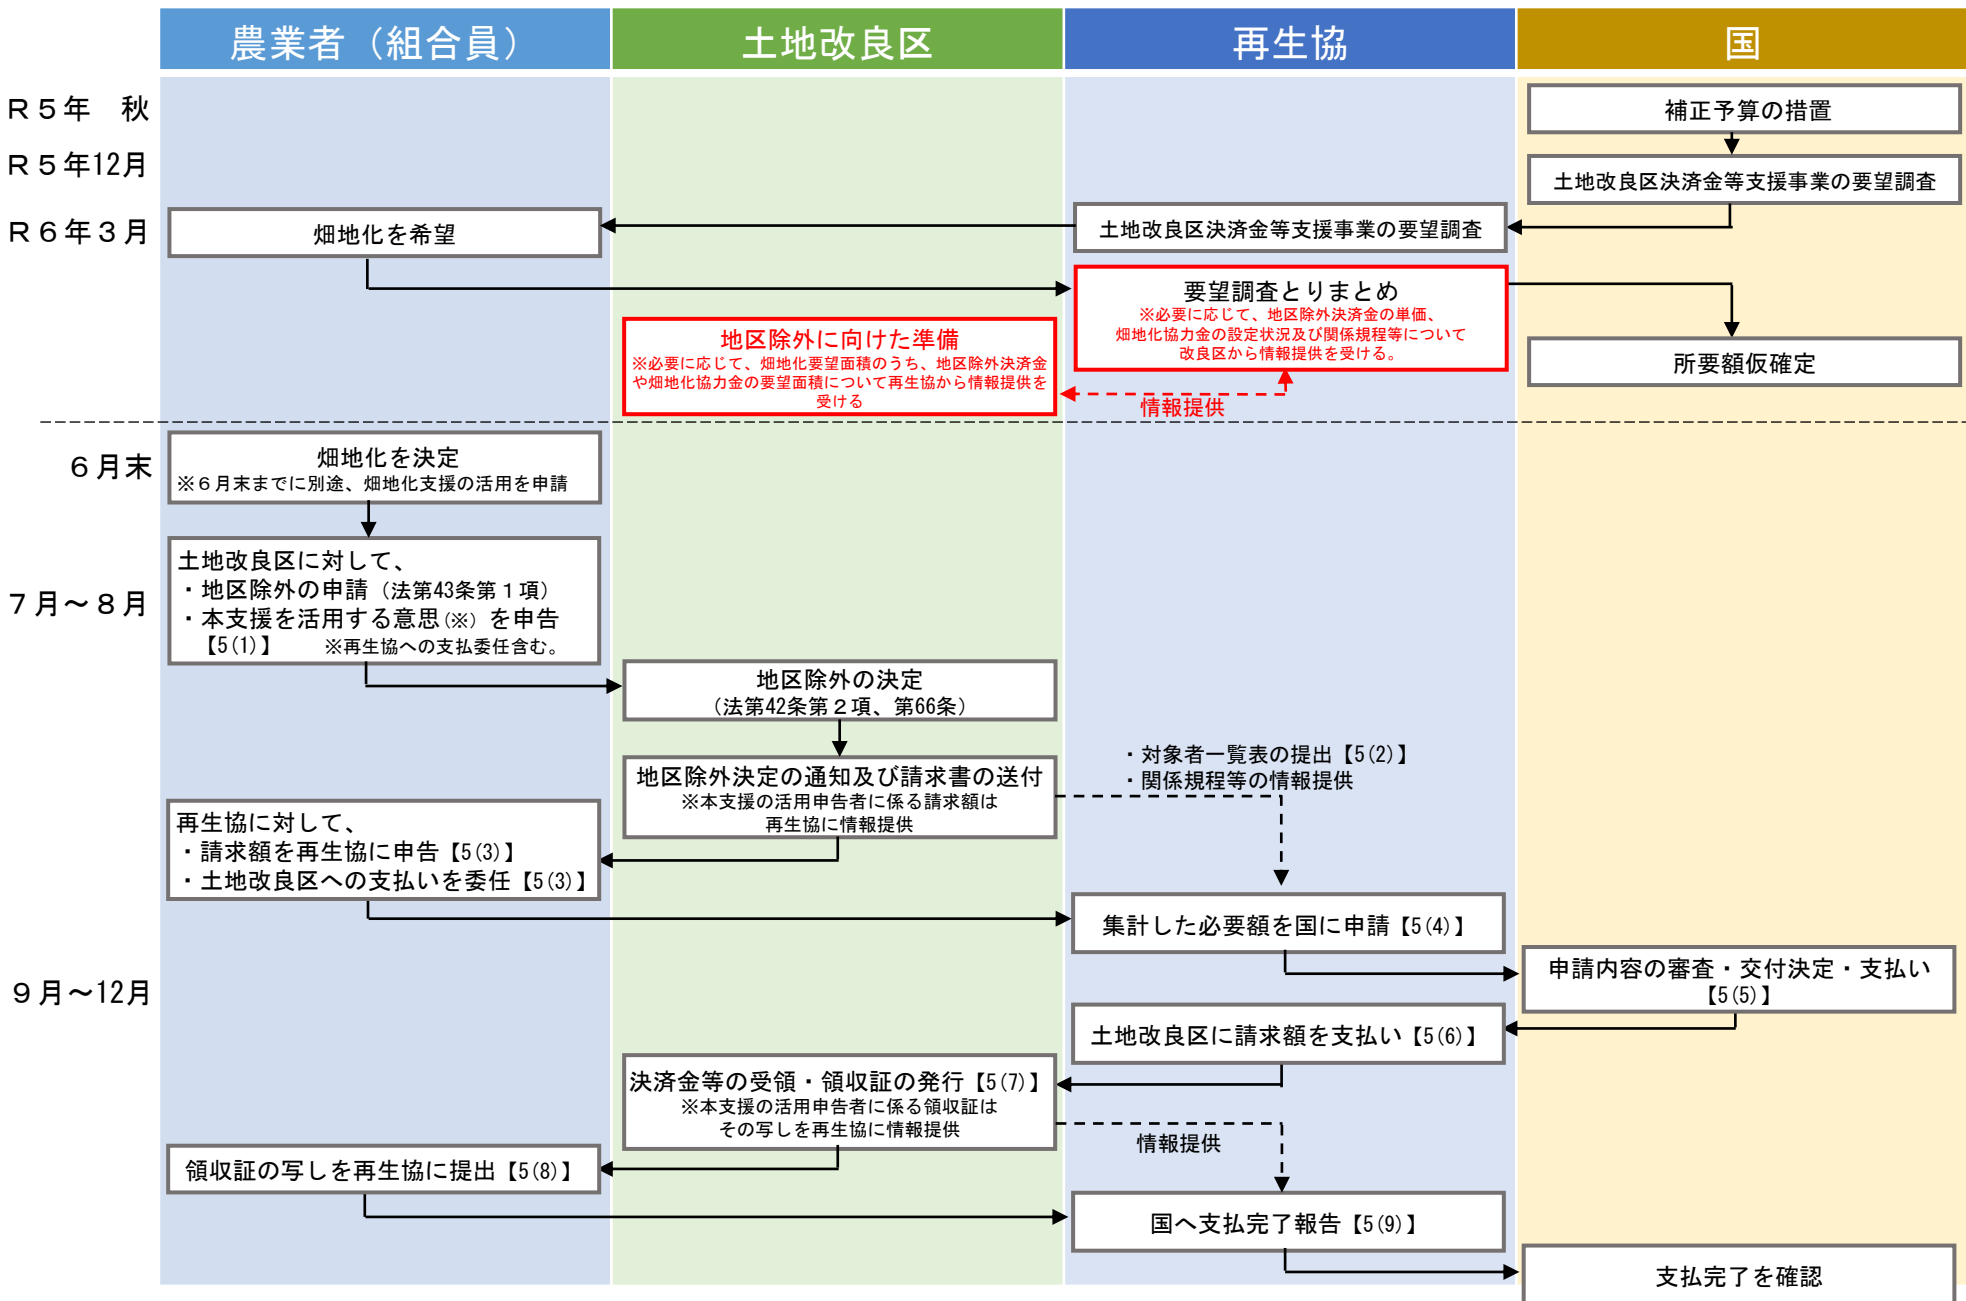 農業者（組合員）
土地改良区
再生協
国
Ｒ５年　秋
補正予算の措置
Ｒ５年12月
土地改良区決済金等支援事業の要望調査
Ｒ６年３月
畑地化を希望
土地改良区決済金等支援事業の要望調査
要望調査とりまとめ
※必要に応じて、地区除外決済金の単価、
畑地化協力金の設定状況及び関係規程等について
改良区から情報提供を受ける。
地区除外に向けた準備
※必要に応じて、畑地化要望面積のうち、地区除外決済金
や畑地化協力金の要望面積について再生協から情報提供を
受ける
所要額仮確定
情報提供
６月末
畑地化を決定
※６月末までに別途、畑地化支援の活用を申請
７月～８月
土地改良区に対して、
・地区除外の申請（法第43条第１項）
・本支援を活用する意思(※)を申告
【5(1)】　　※再生協への支払委任含む。
地区除外の決定
（法第42条第２項、第66条）
地区除外決定の通知及び請求書の送付
※本支援の活用申告者に係る請求額は
再生協に情報提供
・対象者一覧表の提出【5(2)】
・関係規程等の情報提供
再生協に対して、
・請求額を再生協に申告【5(3)】
・土地改良区への支払いを委任【5(3)】
集計した必要額を国に申請【5(4)】
９月～12月
申請内容の審査・交付決定・支払い
【5(5)】
土地改良区に請求額を支払い【5(6)】
決済金等の受領・領収証の発行【5(7)】
※本支援の活用申告者に係る領収証は
その写しを再生協に情報提供
情報提供
領収証の写しを再生協に提出【5(8)】
国へ支払完了報告【5(9)】
支払完了を確認